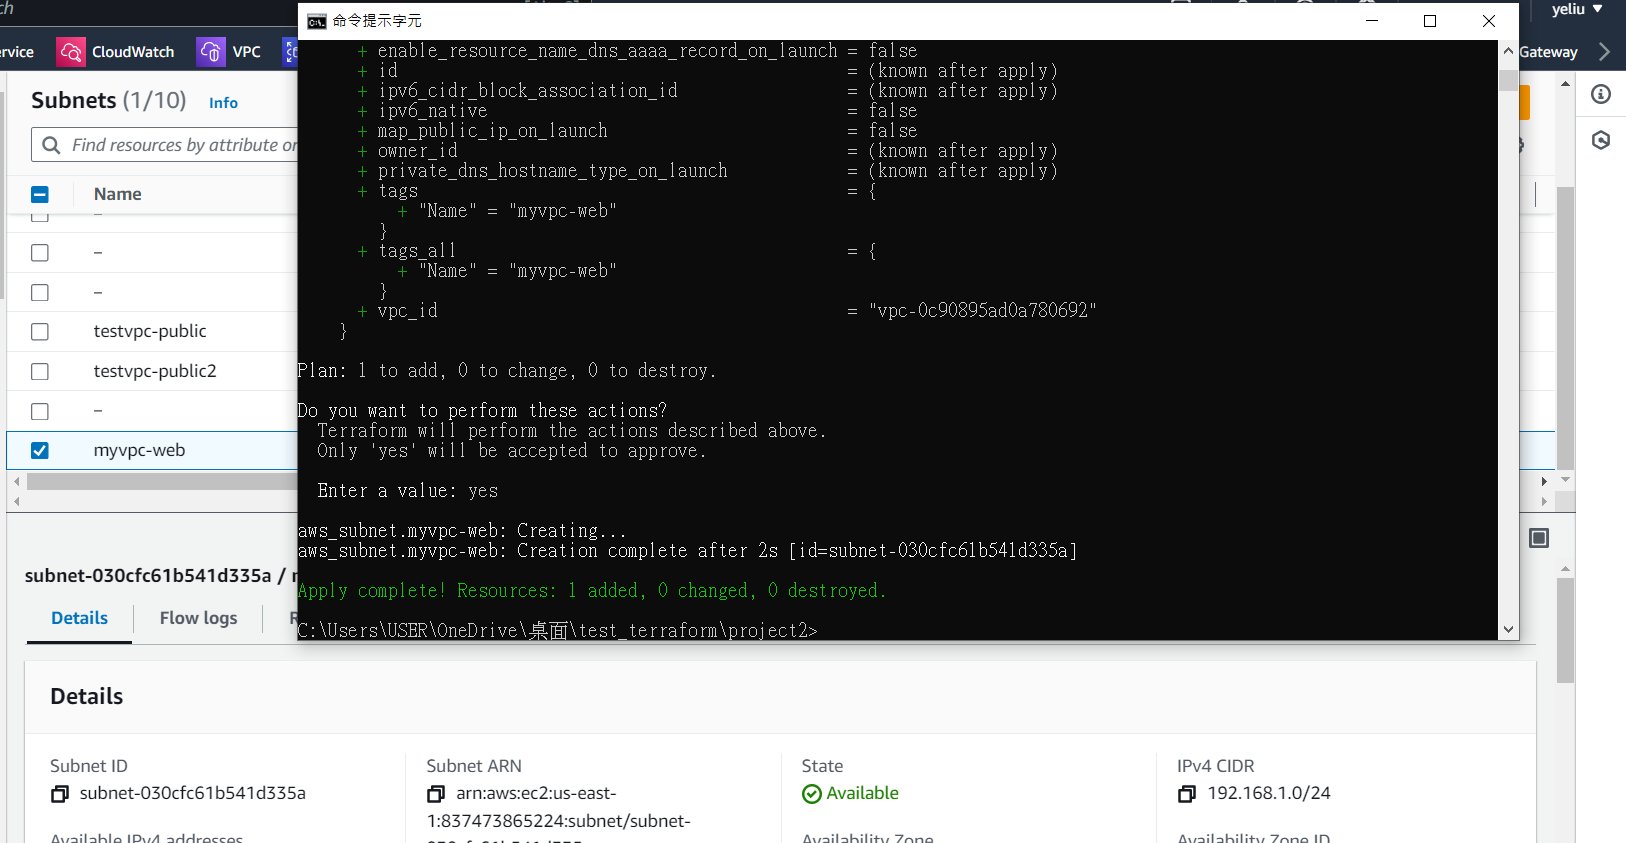 ch
yeliu
命令提示字元
ervice
CloudWatch
VPC
Gateway
Subnets (1/10)
Info
Find resources by attribute or
Name
–
–
–
testvpc-public
testvpc-public2
–
myvpc-web
+ enable_resource_name_dns_aaaa_record_on_launch = false
+ id = (known after apply)
+ ipv6_cidr_block_association_id = (known after apply)
+ ipv6_native = false
+ map_public_ip_on_launch = false
+ owner_id = (known after apply)
+ private_dns_hostname_type_on_launch = (known after apply)
+ tags = {
+ "Name" = "myvpc-web"
}
+ tags_all = {
+ "Name" = "myvpc-web"
}
+ vpc_id = "vpc-0c90895ad0a780692"
}
Plan: 1 to add, 0 to change, 0 to destroy.
Do you want to perform these actions?
Terraform will perform the actions described above.
Only 'yes' will be accepted to approve.
Enter a value: yes
aws_subnet.myvpc-web: Creating...
aws_subnet.myvpc-web: Creation complete after 2s [id=subnet-030cfc61b541d335a]
Apply complete! Resources: 1 added, 0 changed, 0 destroyed.
C:\Users\USER\OneDrive\桌面\test_terraform\project2>
subnet-030cfc61b541d335a /
Details
Flow logs
Details
Subnet ID
subnet-030cfc61b541d335a
Subnet ARN
arn:aws:ec2:us-east-
1:837473865224:subnet/subnet-
State
Available
IPv4 CIDR
192.168.1.0/24
Available IPv4 addresses
Availability Zone
Availability Zone ID